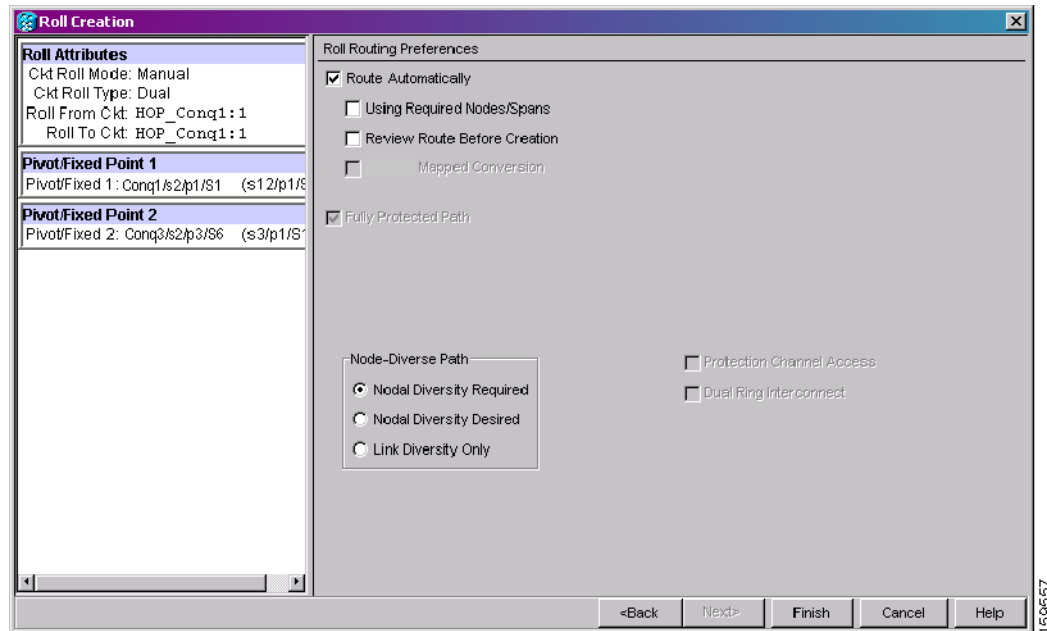 Roll Creation
Roll Attributes
Ckt Roll Mode: Manual
Ckt Roll Type: Dual
Roll From Ckt: HOP_Conq1:1
Roll To Ckt: HOP_Conq1:1
Pivot/Fixed Point 1
Pivot/Fixed 1: Conq1/s2/p1/S1 (s12/p1/S
Pivot/Fixed Point 2
Pivot/Fixed 2: Conq3/s2/p3/S6 (s3/p1/S1
Roll Routing Preferences
Route Automatically
Using Required Nodes/Spans
Review Route Before Creation
Mapped Conversion
Fully Protected Path
Node-Diverse Path
Nodal Diversity Required
Nodal Diversity Desired
Link Diversity Only
Protection Channel Access
Dual Ring Interconnect
<Back Next> Finish Cancel Help
159557